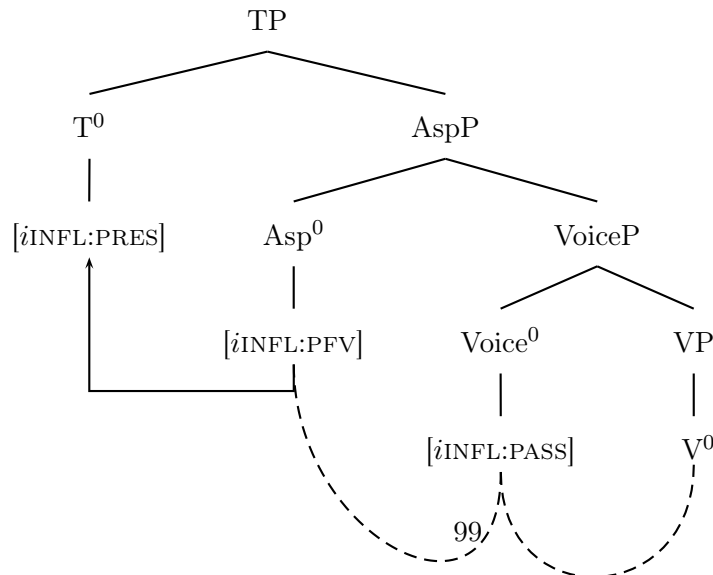 TP
T⁰ AspP
[iINFL:PRES] Asp⁰ VoiceP
[iINFL:PFV] Voice⁰ VP
[iINFL:PASS] V⁰
99